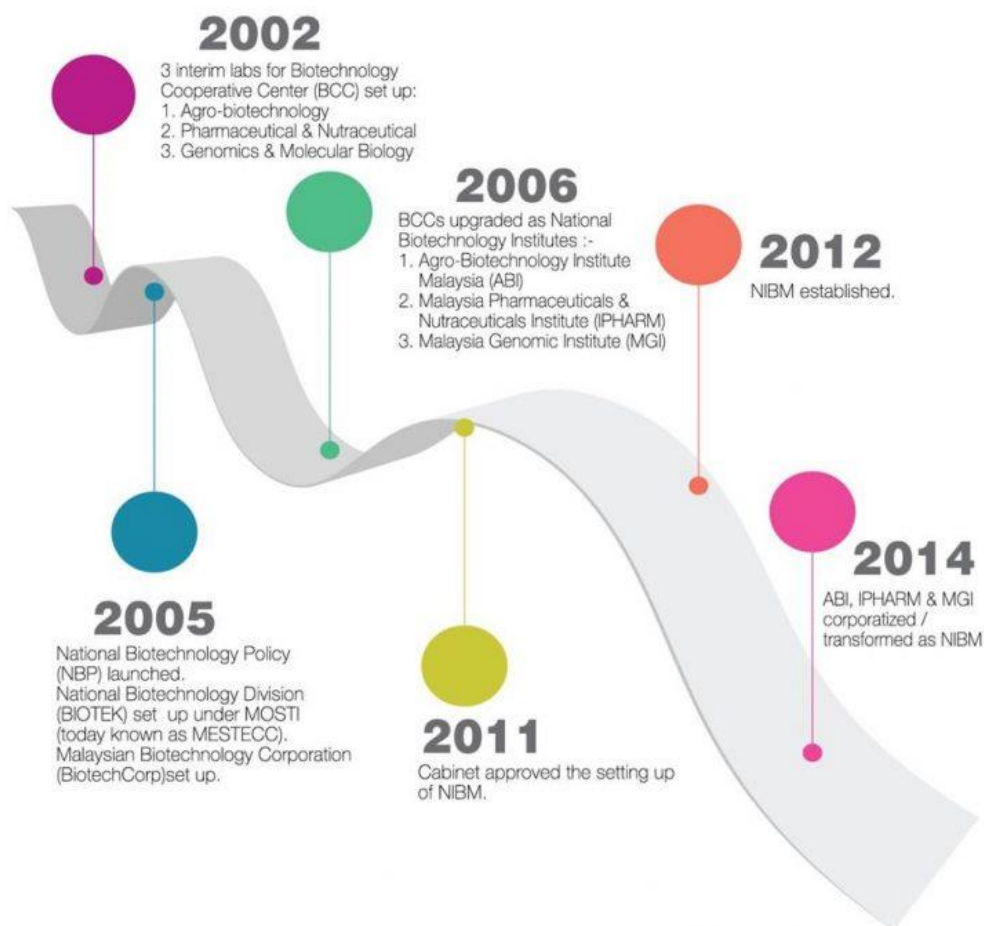 2002
3 interim labs for Biotechnology
Cooperative Center (BCC) set up:
1. Agro-biotechnology
2. Pharmaceutical & Nutraceutical
3. Genomics & Molecular Biology
2005
National Biotechnology Policy
(NBP) launched.
National Biotechnology Division
(BIOTEK) set up under MOSTI
(today known as MESTECC).
Malaysian Biotechnology Corporation
(BiotechCorp)set up.
2006
BCCs upgraded as National
Biotechnology Institutes :-
1. Agro-Biotechnology Institute
Malaysia (ABI)
2. Malaysia Pharmaceuticals &
Nutraceuticals Institute (IPHARM)
3. Malaysia Genomic Institute (MGI)
2011
Cabinet approved the setting up
of NIBM.
2012
NIBM established.
2014
ABI, IPHARM & MGI
corporatized /
transformed as NIBM